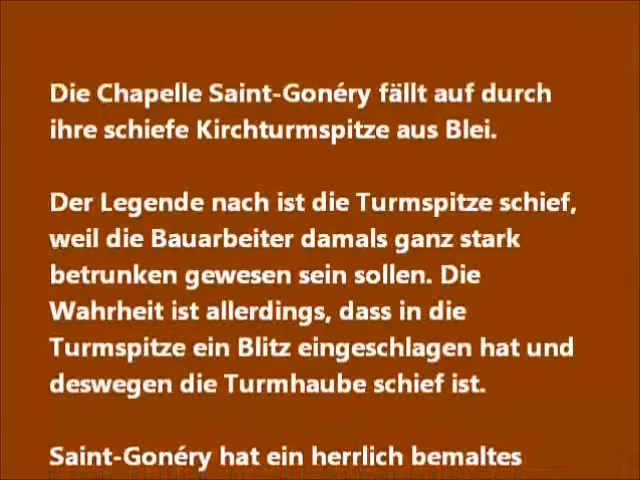 Die Chapelle Saint-Gonéry fällt auf durch
ihre schiefe Kirchturmspitze aus Blei.
Der Legende nach ist die Turmspitze schief,
weil die Bauarbeiter damals ganz stark
betrunken gewesen sein sollen. Die
Wahrheit ist allerdings, dass in die
Turmspitze ein Blitz eingeschlagen hat und
deswegen die Turmhaube schief ist.
Saint-Gonéry hat ein herrlich bemaltes